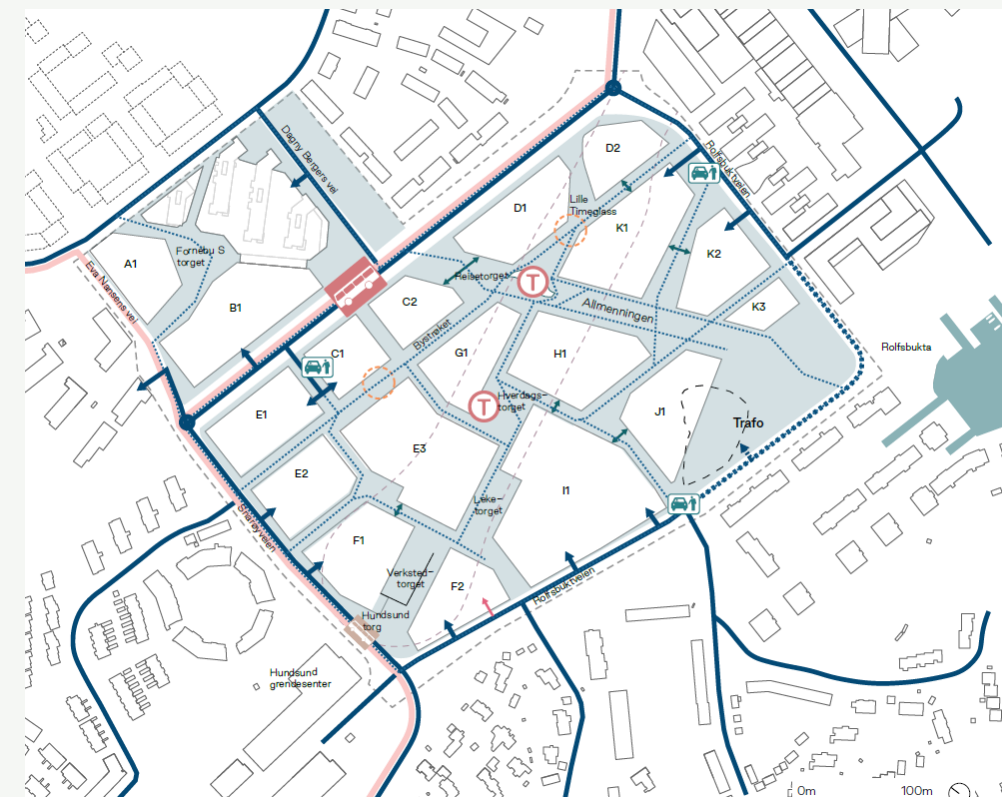 Dagny Bergers vei
Rolfsbuktveien
D2
D1
Lille
Timeglass
K1
K2
K3
A1
Fornebu S
torget
B1
Eva Nansens vei
Reisetorget
T
Allmenningen
C2
Bystrøket
C1
G1
H1
Rolfsbukta
T
Hverdags-
torget
J1
Trafo
E1
E3
E2
I1
Leke-
torget
Snarøyveien
F1
Verksted-
torget
F2
Rolfsbuktveien
Hundsund
torg
Hundsund
grendesenter
0m
100m